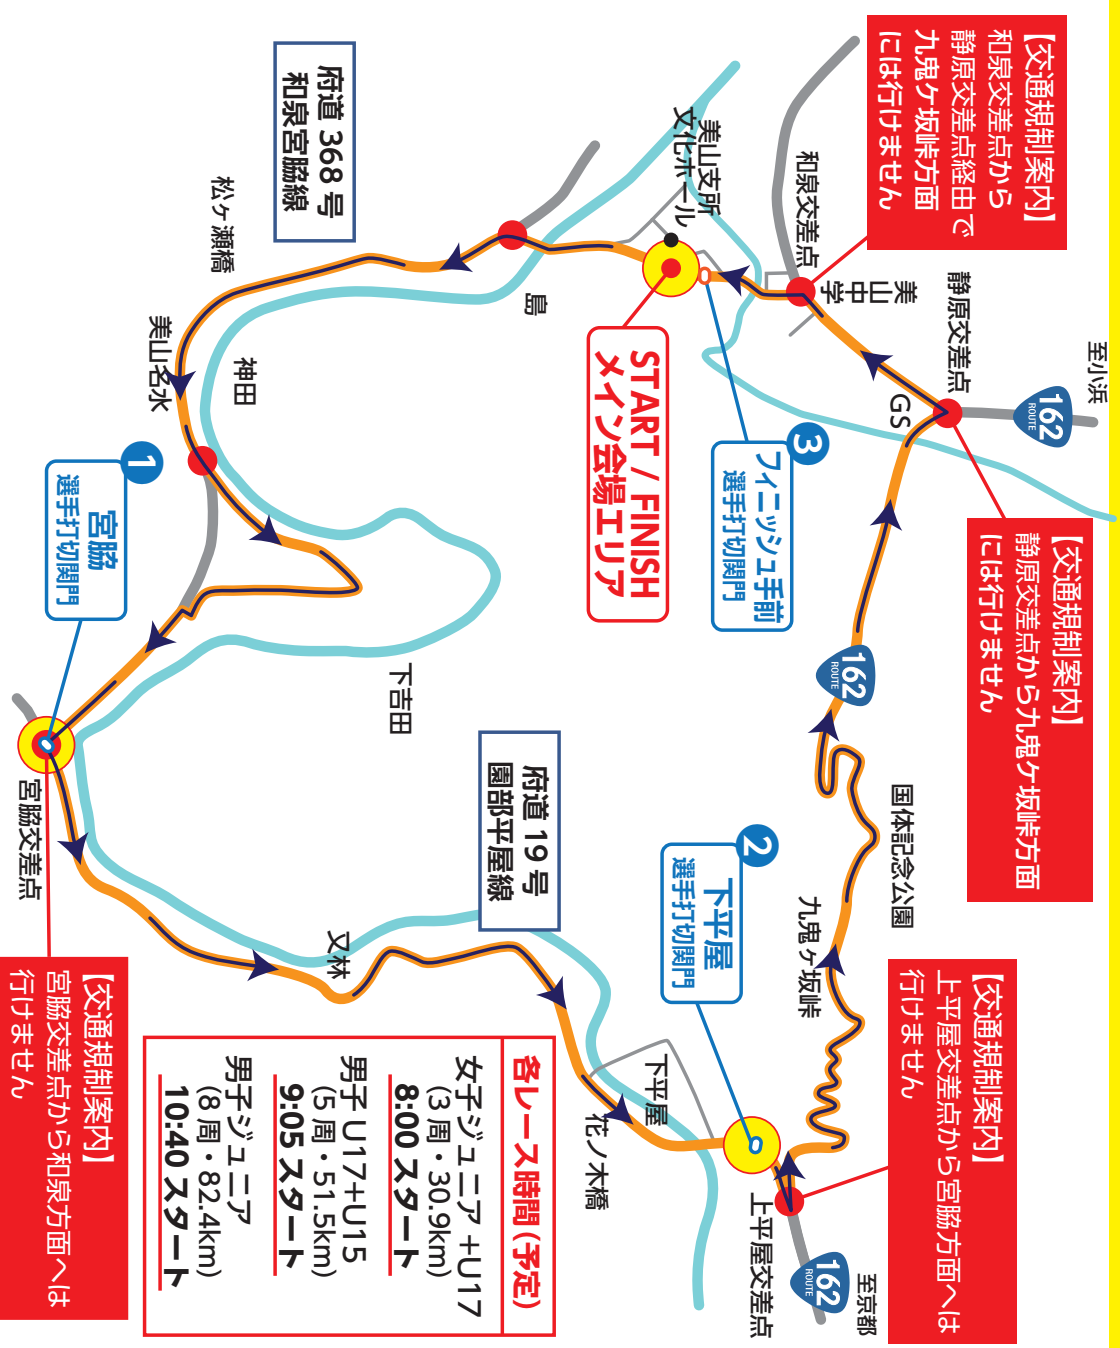 【交通規制案内】
和泉交差点から
静原交差点経由で
九鬼ケ坂峠方面
には行けません
府道 368 号
和泉宮脇線
美山支所
文化ホール
和泉交差点
美山中学
静原交差点
至小浜
162
ROUTE
GS
松ヶ瀬橋
島
START / FINISH
メイン会場エリア
3
フィニッシュ手前
選手打切関門
【交通規制案内】
静原交差点から九鬼ケ坂峠方面
には行けません
美山名水
神田
1
宮脇
選手打切関門
下吉田
162
ROUTE
国体記念公園
九鬼ヶ坂峠
府道 19 号
園部平屋線
2
下平屋
選手打切関門
宮脇交差点
又林
【交通規制案内】
上平屋交差点から宮脇方面へは
行けません
【交通規制案内】
宮脇交差点から和泉方面へは
行けません
下平屋
花ノ木橋
上平屋交差点
162
ROUTE
至京都
各レース時間(予定)
女子ジュニア +U17
(3 周・30.9km)
8:00 スタート
男子 U17+U15
(5 周・51.5km)
9:05 スタート
男子ジュニア
(8 周・82.4km)
10:40 スタート